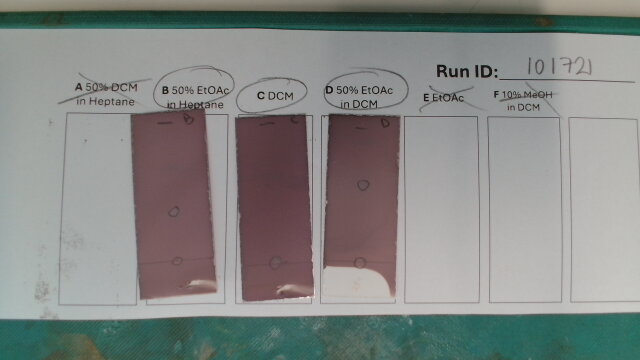 Run ID: 101721
A 50% DCM
in Heptane
B 50% EtOAc
in Heptane
C DCM
D 50% EtOAc
in DCM
E EtOAc
F 10% MeOH
in DCM
B
C
D